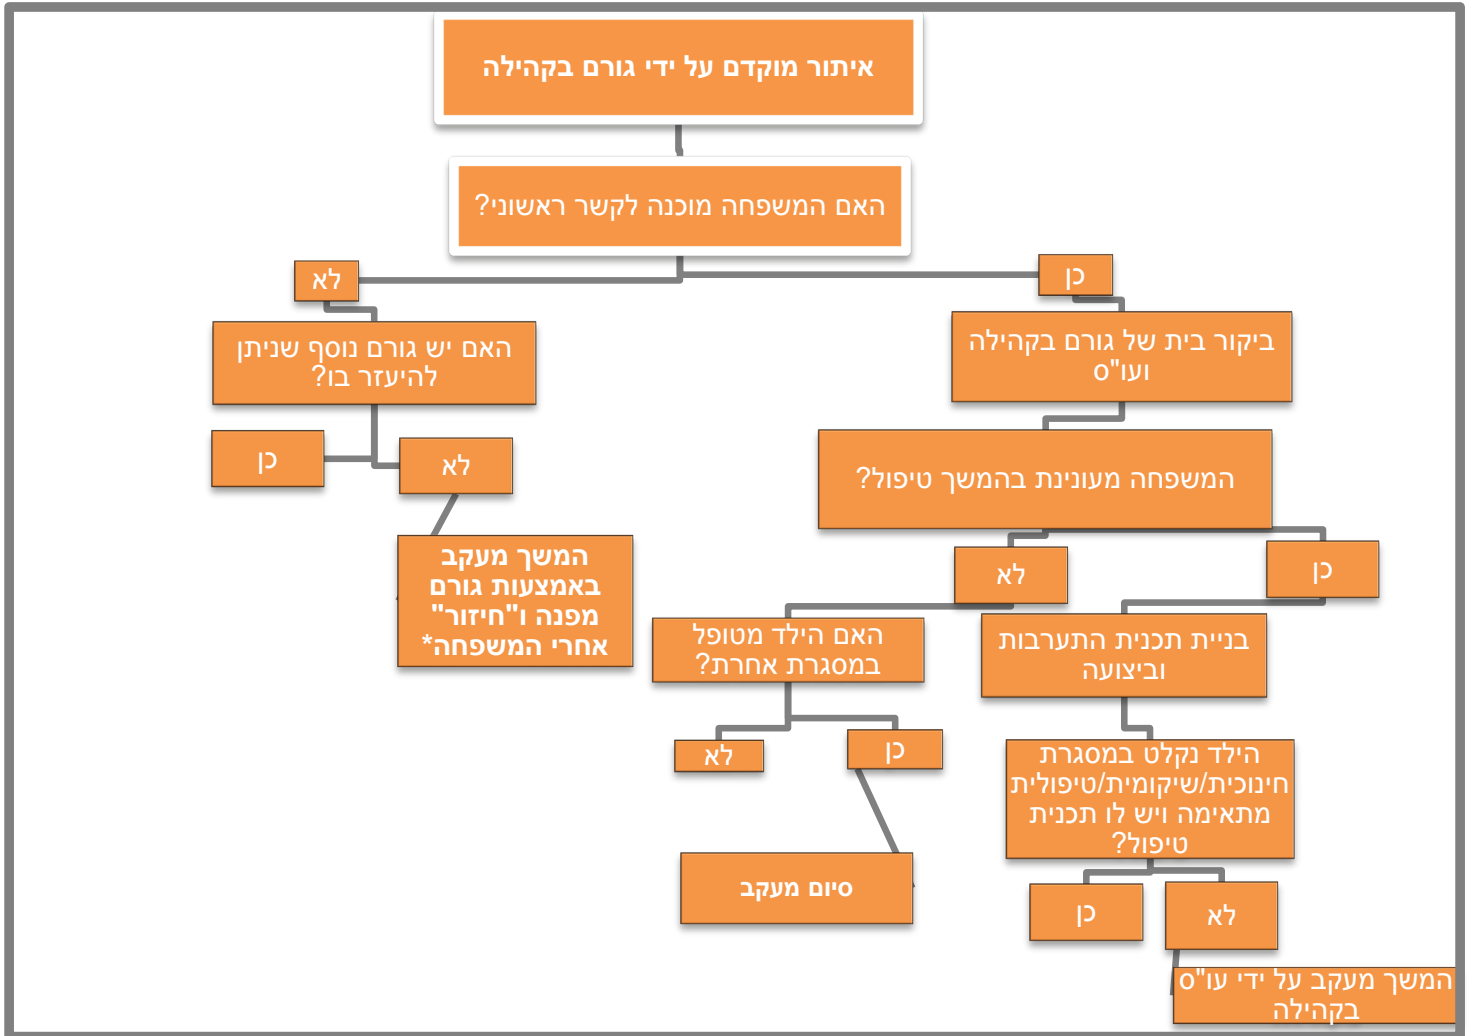 איתור מוקדם על ידי גורם בקהילה
האם המשפחה מוכנה לקשר ראשוני?
כן
לא
ביקור בית של גורם בקהילה
ועו"ס
האם יש גורם נוסף שניתן
להיעזר בו?
המשפחה מעונינת בהמשך טיפול?
לא
כן
כן
לא
המשך מעקב
באמצעות גורם
מפנה ו"חיזור"
אחרי המשפחה*
בניית תכנית התערבות
וביצועה
האם הילד מטופל
במסגרת אחרת?
הילד נקלט במסגרת
חינוכית/שיקומית/טיפולית
מתאימה ויש לו תכנית
טיפול?
כן
לא
סיום מעקב
לא
כן
המשך מעקב על ידי עו"ס
בקהילה